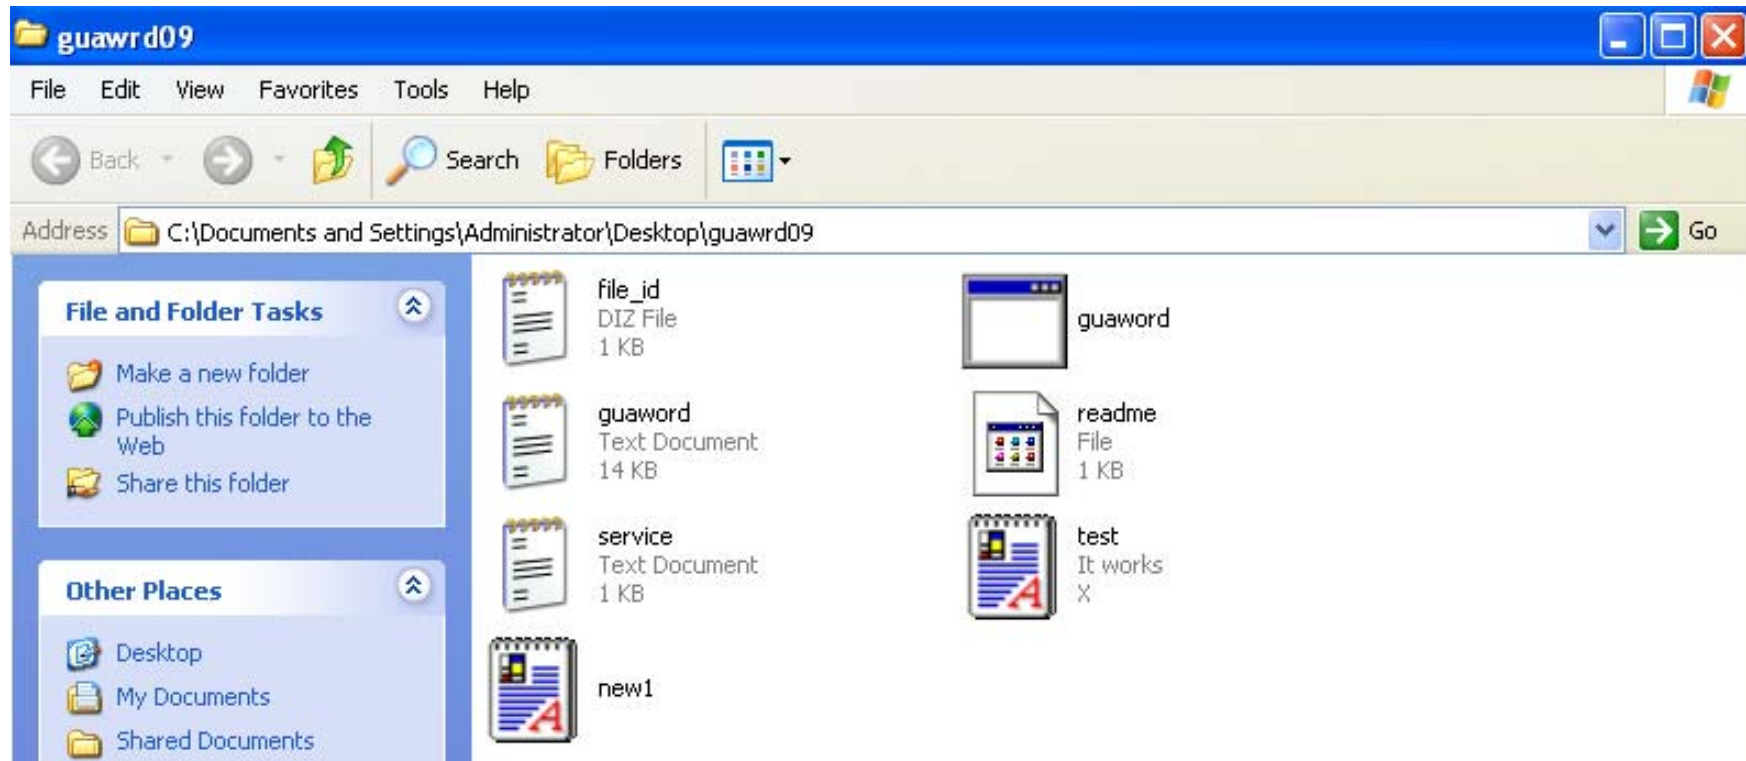 guawrd09
File Edit View Favorites Tools Help
Back Search Folders
Address C:\Documents and Settings\Administrator\Desktop\guawrd09 Go
File and Folder Tasks
Make a new folder
Publish this folder to the
Web
Share this folder
Other Places
Desktop
My Documents
Shared Documents
file_id
DIZ File
1 KB
guaword
guaword
Text Document
14 KB
readme
File
1 KB
service
Text Document
1 KB
test
It works
X
new1